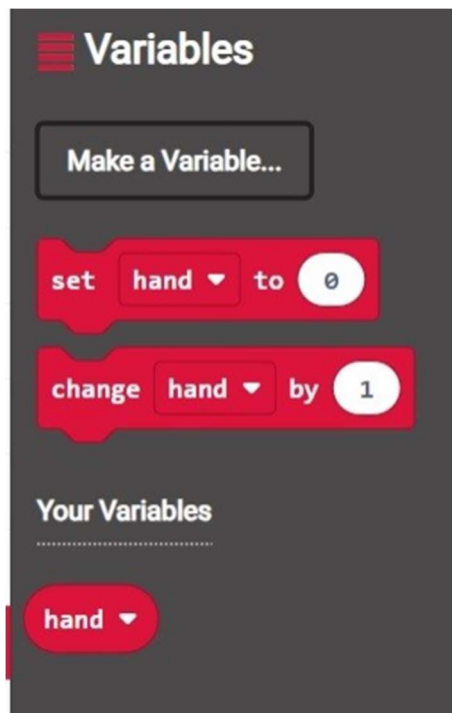 Variables
Make a Variable...
set hand to 0
change hand by 1
Your Variables
hand